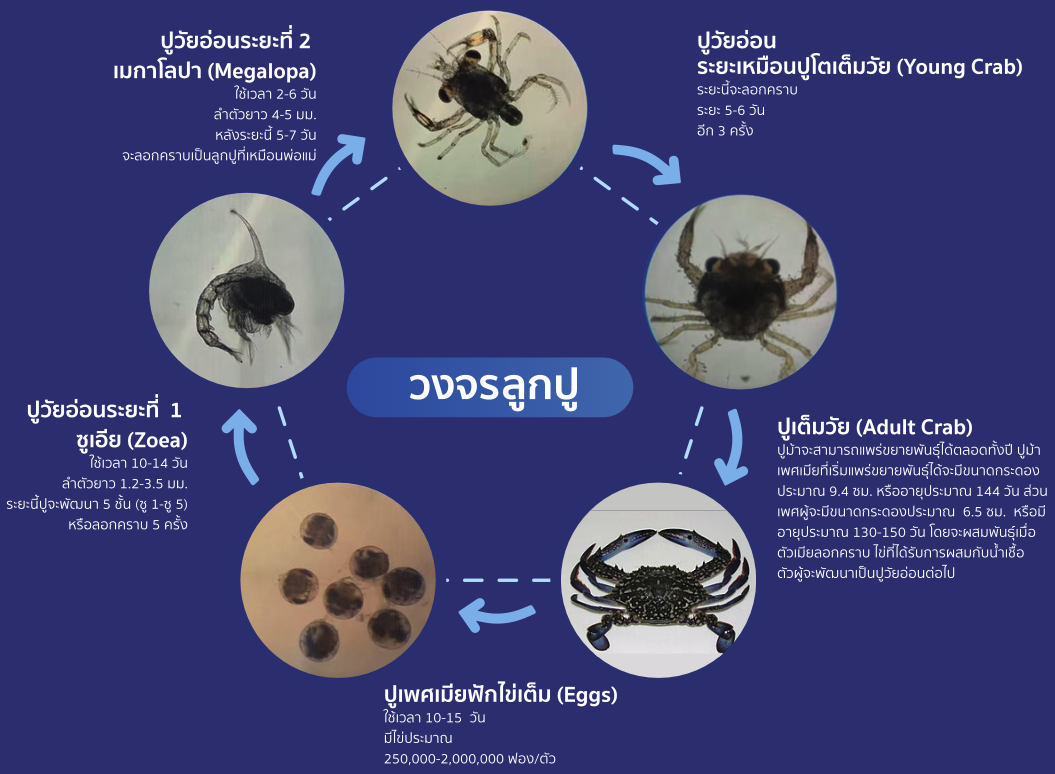 ปูวัยอ่อนระยะที่ 2
เมกาโลปา (Megalopa)
ใช้เวลา 2-6 วัน
ลำตัวยาว 4-5 มม.
หลังระยะนี้ 5-7 วัน
จะลอกคราบเป็นลูกปูที่เหมือนพ่อแม่
ปูวัยอ่อน
ระยะเหมือนปูโตเต็มวัย (Young Crab)
ระยะนี้จะลอกคราบ
ระยะ 5-6 วัน
อีก 3 ครั้ง
วงจรลูกปู
ปูวัยอ่อนระยะที่ 1
ซูเอีย (Zoea)
ใช้เวลา 10-14 วัน
ลำตัวยาว 1.2-3.5 มม.
ระยะนี้ปูจะพัฒนา 5 ชั้น (ซู 1-ซู 5)
หรือลอกคราบ 5 ครั้ง
ปูเต็มวัย (Adult Crab)
ปูม้าจะสามารถแพร่ขยายพันธุ์ได้ตลอดทั้งปี ปูม้า
เพศเมียที่เริ่มแพร่ขยายพันธุ์ได้จะมีขนาดกระดอง
ประมาณ 9.4 ซม. หรืออายุประมาณ 144 วัน ส่วน
เพศผู้จะมีขนาดกระดองประมาณ 6.5 ซม. หรือมี
อายุประมาณ 130-150 วัน โดยจะผสมพันธุ์เมื่อ
ตัวเมียลอกคราบ ไข่ที่ได้รับการผสมกับน้ำเชื้อ
ตัวผู้จะพัฒนาเป็นปูวัยอ่อนต่อไป
ปูเพศเมียฟักไข่เต็ม (Eggs)
ใช้เวลา 10-15 วัน
มีไข่ประมาณ
250,000-2,000,000 ฟอง/ตัว